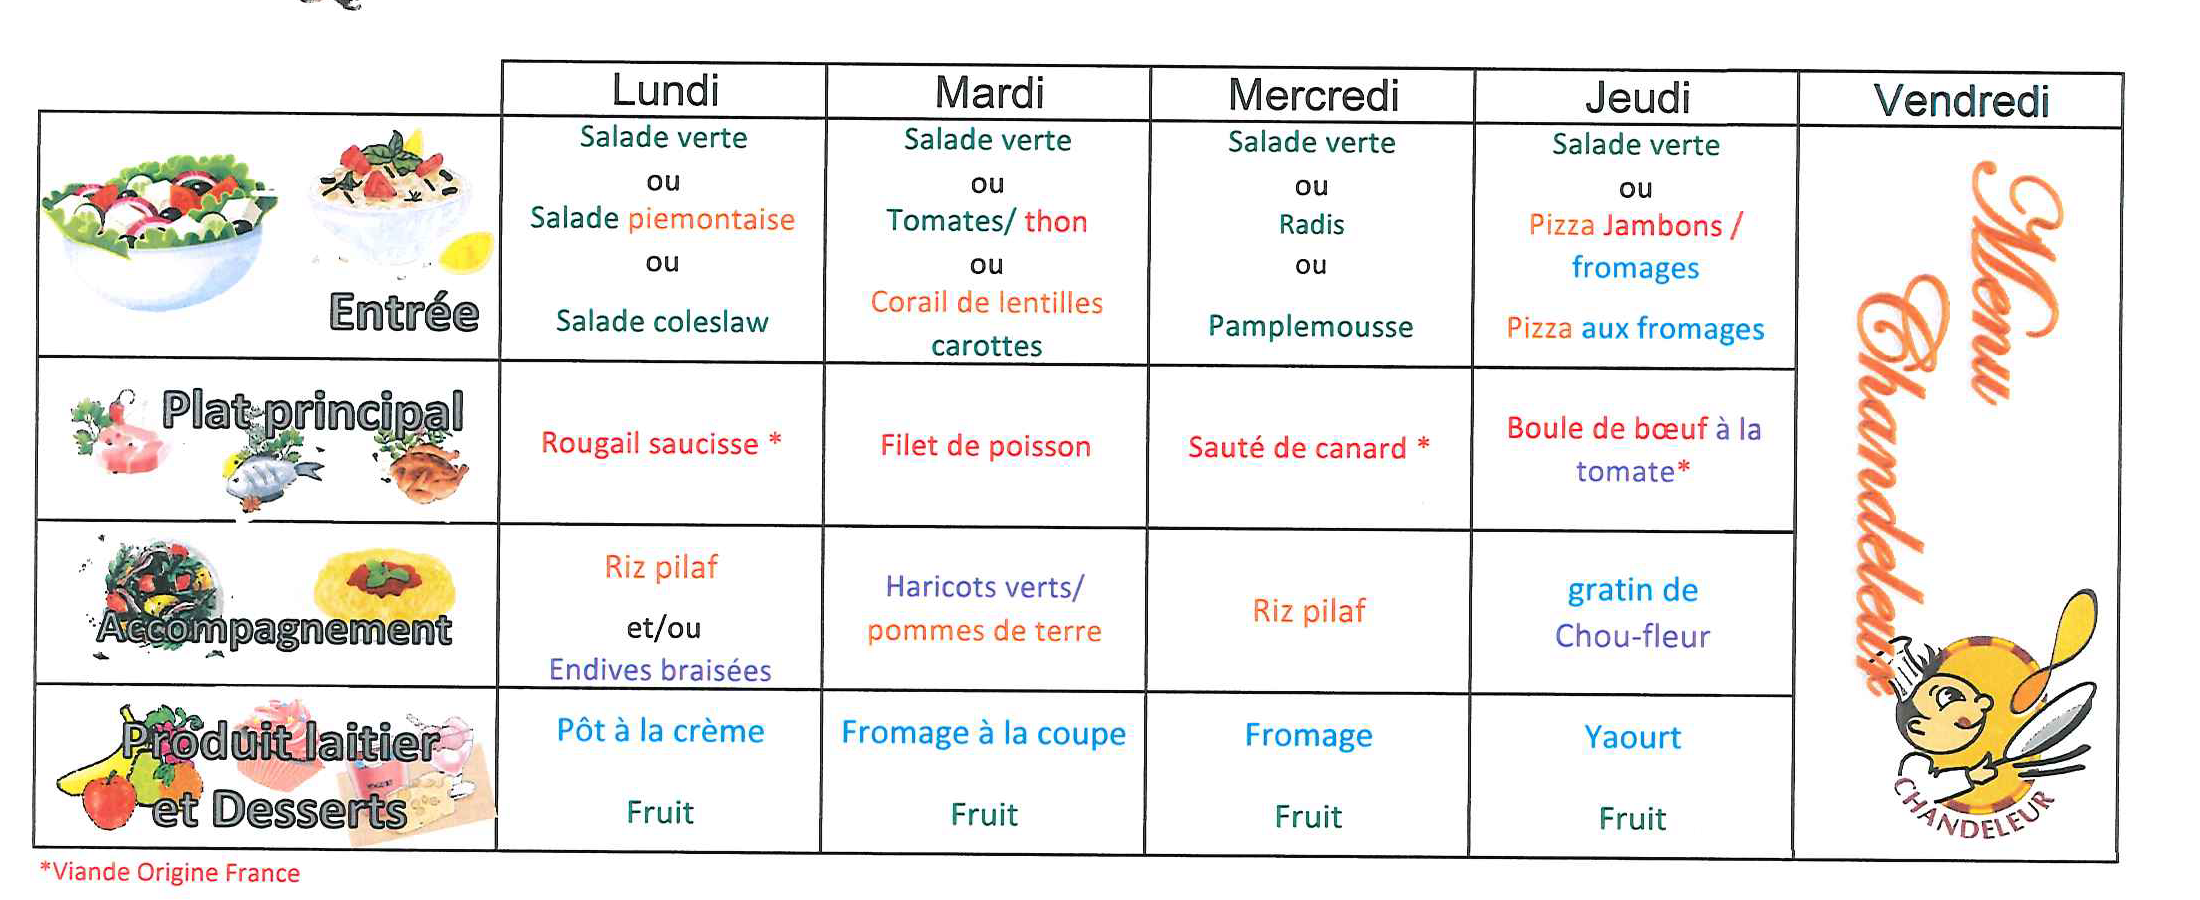 Lundi
Mardi
Mercredi
Jeudi
Vendredi
Entrée
Salade verte
ou
Salade piemontaise
ou
Salade coleslaw
Salade verte
ou
Tomates/ thon
ou
Corail de lentilles
carottes
Salade verte
ou
Radis
ou
Pamplemousse
Salade verte
ou
Pizza Jambons /
fromages
Pizza aux fromages
Menu
Chandeleur
Plat principal
Rougail saucisse *
Filet de poisson
Sauté de canard *
Boule de bœuf à la
tomate*
Accompagnement
Riz pilaf
et/ou
Endives braisées
Haricots verts/
pommes de terre
Riz pilaf
gratin de
Chou-fleur
Produit laitier
et Desserts
Pôt à la crème
Fruit
Fromage à la coupe
Fruit
Fromage
Fruit
Yaourt
Fruit
CHANDELEUR
*Viande Origine France